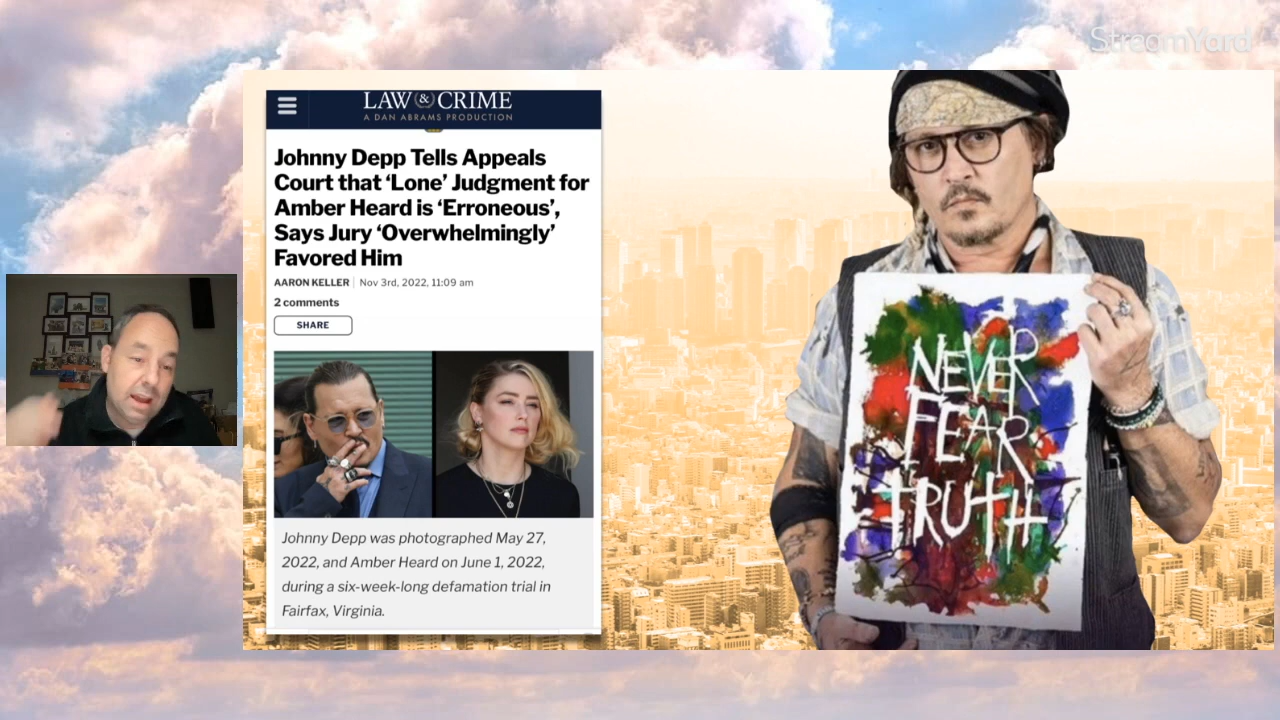 StreamYard
LAW & CRIME
A DAN ABRAMS PRODUCTION
Johnny Depp Tells Appeals
Court that ‘Lone’ Judgment for
Amber Heard is ‘Erroneous’,
Says Jury ‘Overwhelmingly’
Favored Him
AARON KELLER | Nov 3rd, 2022, 11:09 am
2 comments
SHARE
Johnny Depp was photographed May 27,
2022, and Amber Heard on June 1, 2022,
during a six-week-long defamation trial in
Fairfax, Virginia.
NEVER
FEAR
TRUTH